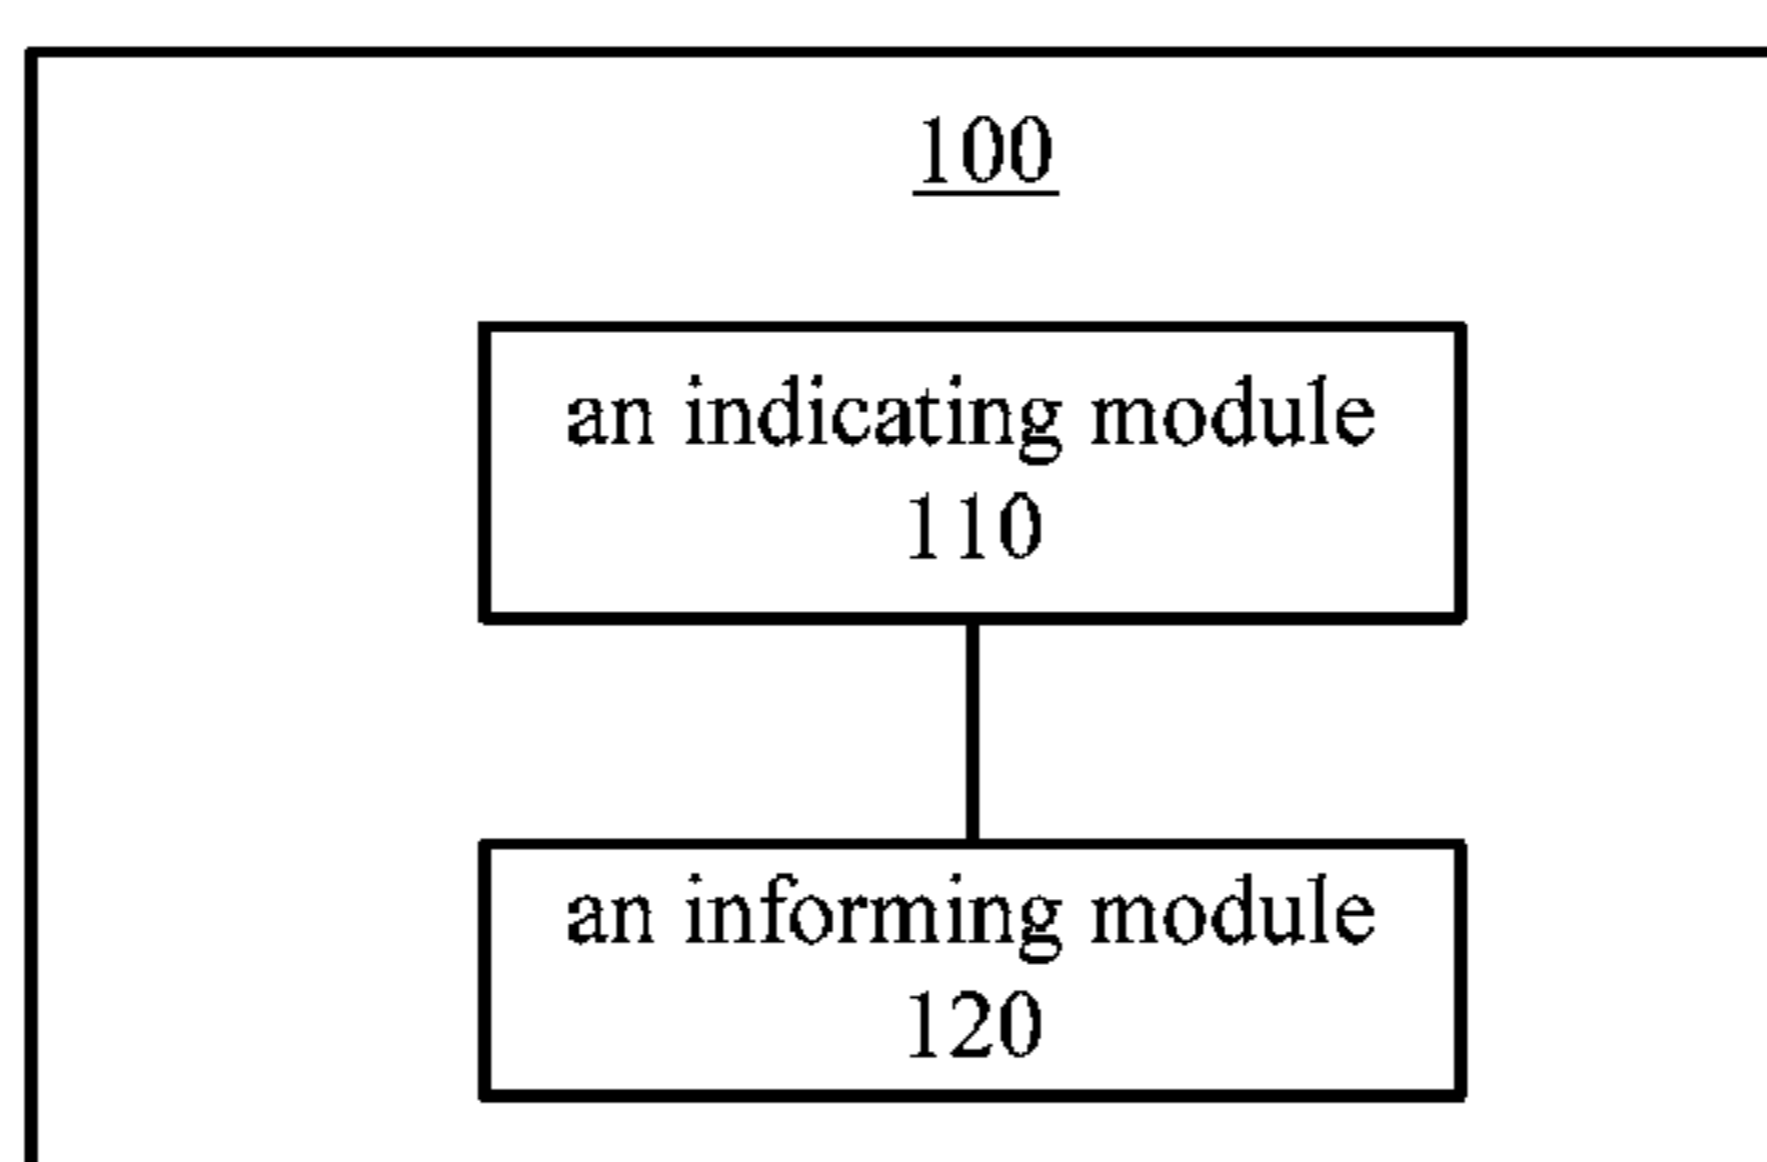 100
an indicating module
110
an informing module
120